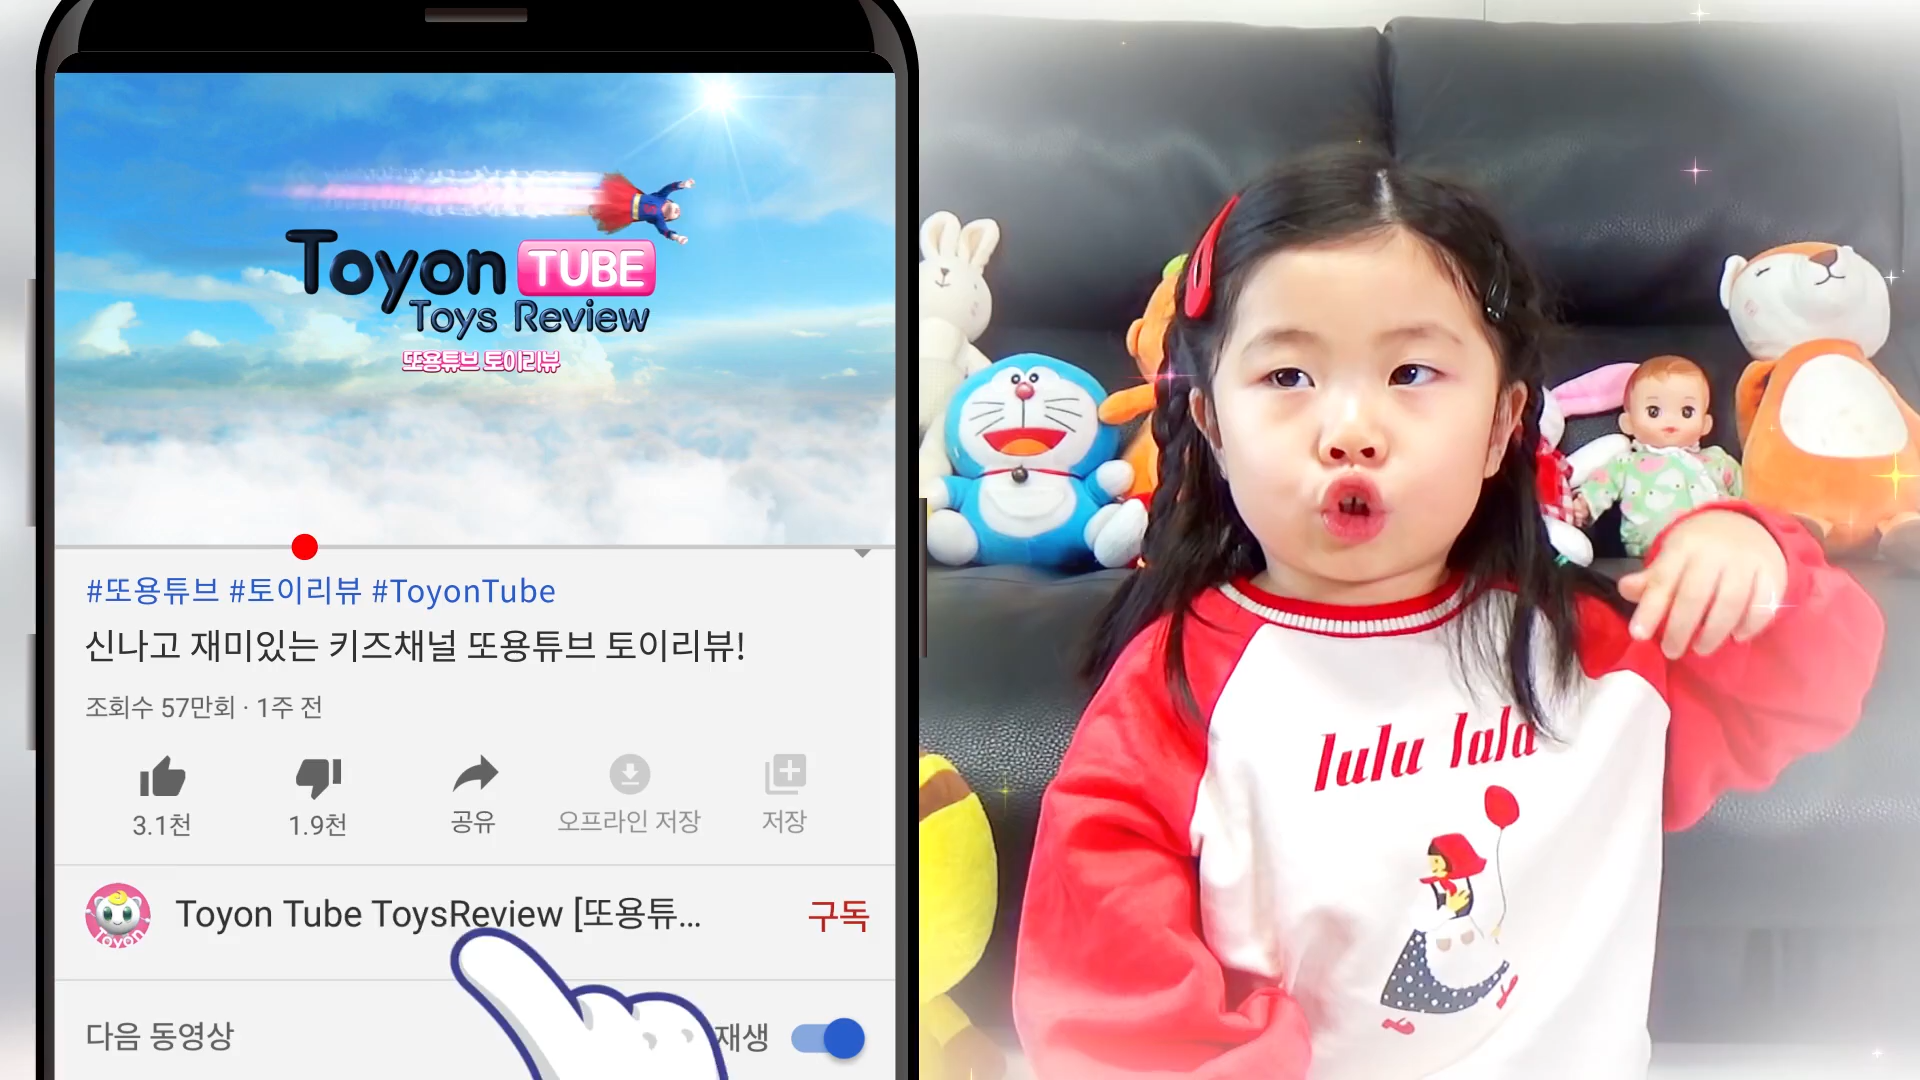 Toyon TUBE
Toys Review
또용튜브 토이리뷰
#또용튜브 #토이리뷰 #ToyonTube
신나고 재미있는 키즈채널 또용튜브 토이리뷰!
조회수 57만회 · 1주 전
3.1천 1.9천 공유 오프라인 저장 저장
Toyon
Toyon Tube ToysReview [또용튜... 구독
다음 동영상 재생
lulu lala